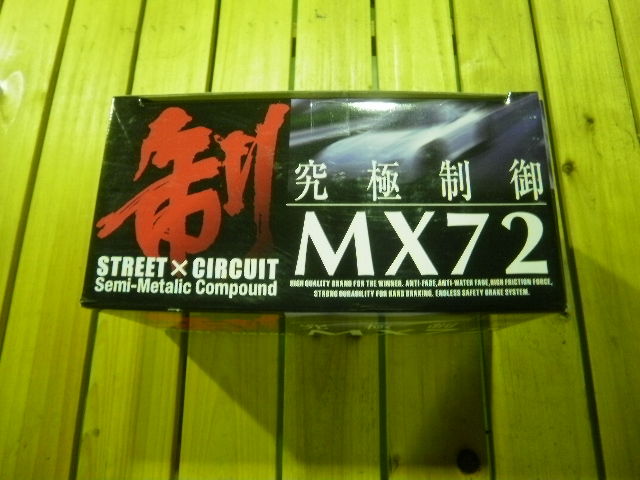 制
STREET × CIRCUIT
Semi-Metalic Compound
究極制御
MX72
HIGH QUALITY BRAND FOR THE WINNER. ANTI-FADE,ANTI-WATER FADE,HIGH FRICTION FORCE,
STRONG DURABILITY FOR HARD BRAKING. ENDLESS SAFETY BRAKE SYSTEM.